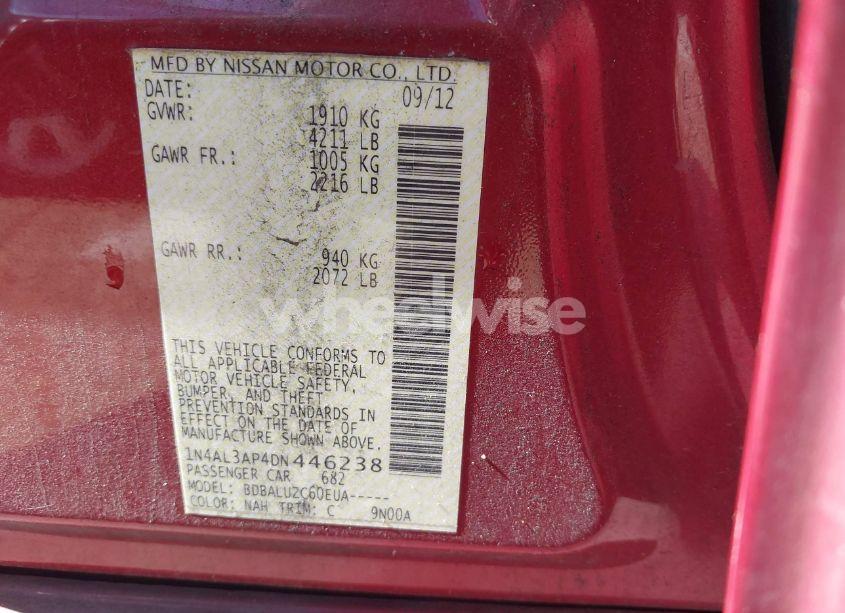 MFD BY NISSAN MOTOR CO., LTD.
DATE: 09/12
GVWR: 1910 KG
4211 LB
GAWR FR.: 1005 KG
2216 LB
GAWR RR.: 940 KG
2072 LB
wheelwise
THIS VEHICLE CONFORMS TO
ALL APPLICABLE FEDERAL
MOTOR VEHICLE SAFETY,
BUMPER, AND THEFT
PREVENTION STANDARDS IN
EFFECT ON THE DATE OF
MANUFACTURE SHOWN ABOVE.
1N4AL3AP4DN446238
PASSENGER CAR 682
MODEL: BDBALUZC60EUA-----
COLOR: NAH TRIM: C 9N00A